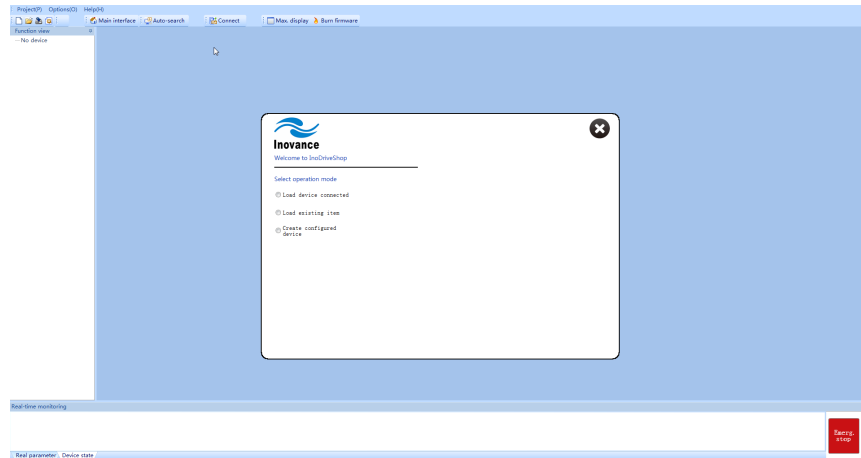 Project(P) Options(O) Help(H)
Main interface Auto-search Connect Max. display Burn firmware
Function view
No device
Inovance
Welcome to InoDriveShop
Select operation mode
Load device connected
Load existing item
Create configured
device
Real-time monitoring
Emerg.
stop
Real parameter Device state